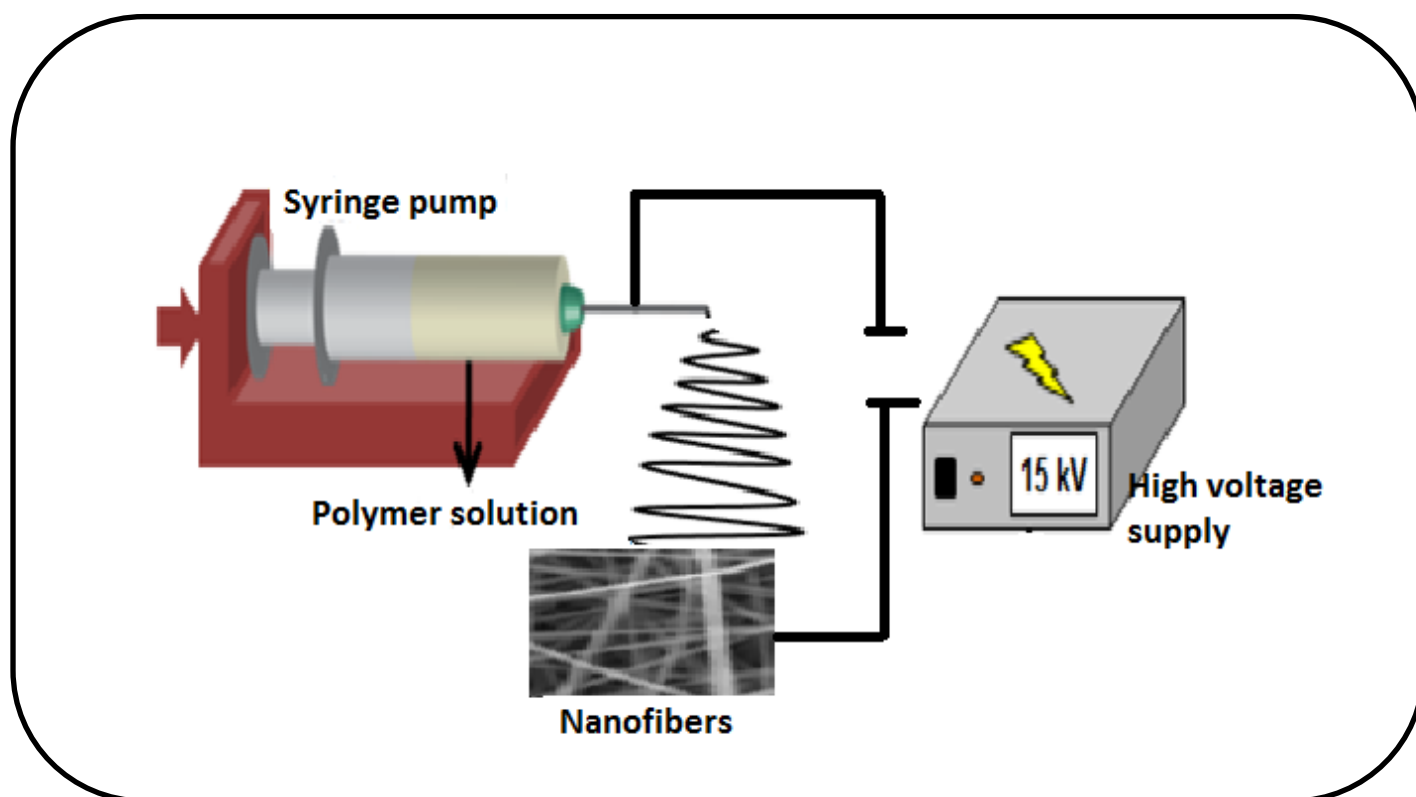 Syringe pump
Polymer solution
15 kV
High voltage
supply
Nanofibers